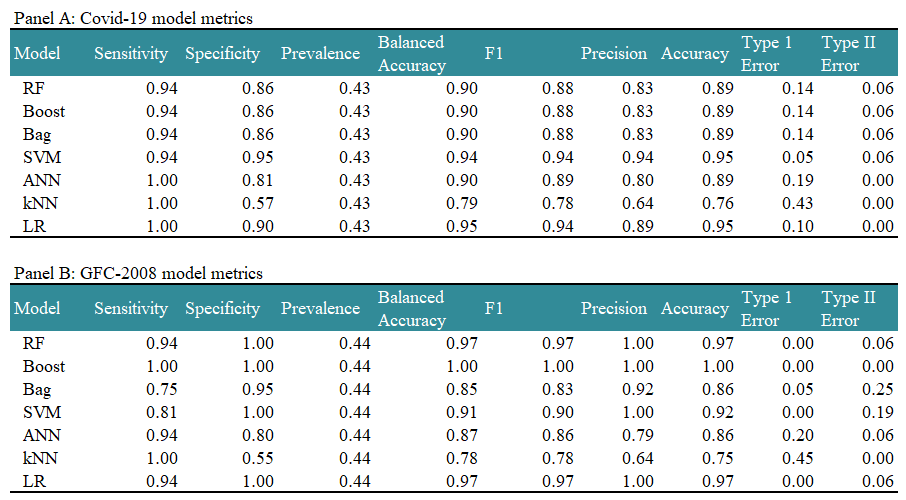 Panel A: Covid-19 model metrics
Model Sensitivity Specificity Prevalence Balanced Accuracy F1 Precision Accuracy Type 1 Error Type II Error
RF 0.94 0.86 0.43 0.90 0.88 0.83 0.89 0.14 0.06
Boost 0.94 0.86 0.43 0.90 0.88 0.83 0.89 0.14 0.06
Bag 0.94 0.86 0.43 0.90 0.88 0.83 0.89 0.14 0.06
SVM 0.94 0.95 0.43 0.94 0.94 0.94 0.95 0.05 0.06
ANN 1.00 0.81 0.43 0.90 0.89 0.80 0.89 0.19 0.00
kNN 1.00 0.57 0.43 0.79 0.78 0.64 0.76 0.43 0.00
LR 1.00 0.90 0.43 0.95 0.94 0.89 0.95 0.10 0.00
Panel B: GFC-2008 model metrics
Model Sensitivity Specificity Prevalence Balanced Accuracy F1 Precision Accuracy Type 1 Error Type II Error
RF 0.94 1.00 0.44 0.97 0.97 1.00 0.97 0.00 0.06
Boost 1.00 1.00 0.44 1.00 1.00 1.00 1.00 0.00 0.00
Bag 0.75 0.95 0.44 0.85 0.83 0.92 0.86 0.05 0.25
SVM 0.81 1.00 0.44 0.91 0.90 1.00 0.92 0.00 0.19
ANN 0.94 0.80 0.44 0.87 0.86 0.79 0.86 0.20 0.06
kNN 1.00 0.55 0.44 0.78 0.78 0.64 0.75 0.45 0.00
LR 0.94 1.00 0.44 0.97 0.97 1.00 0.97 0.00 0.06